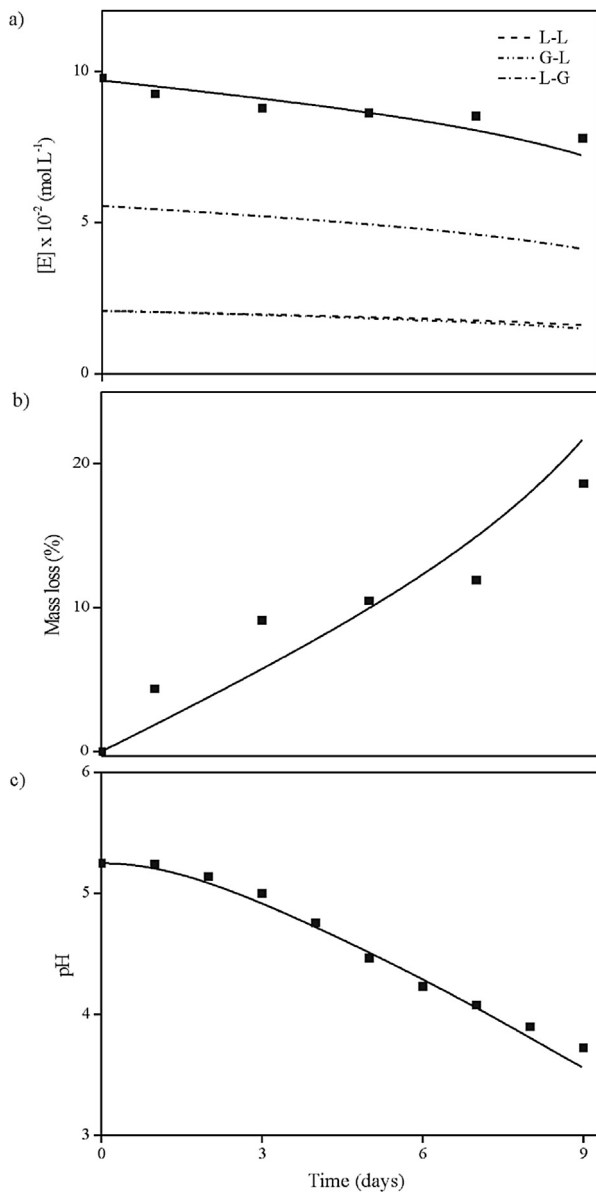 a)
L-L
G-L
L-G
10
5
0
[E] x 10⁻² (mol L⁻¹)
b)
20
10
0
Mass loss (%)
c)
6
5
4
3
pH
0 3 6 9
Time (days)